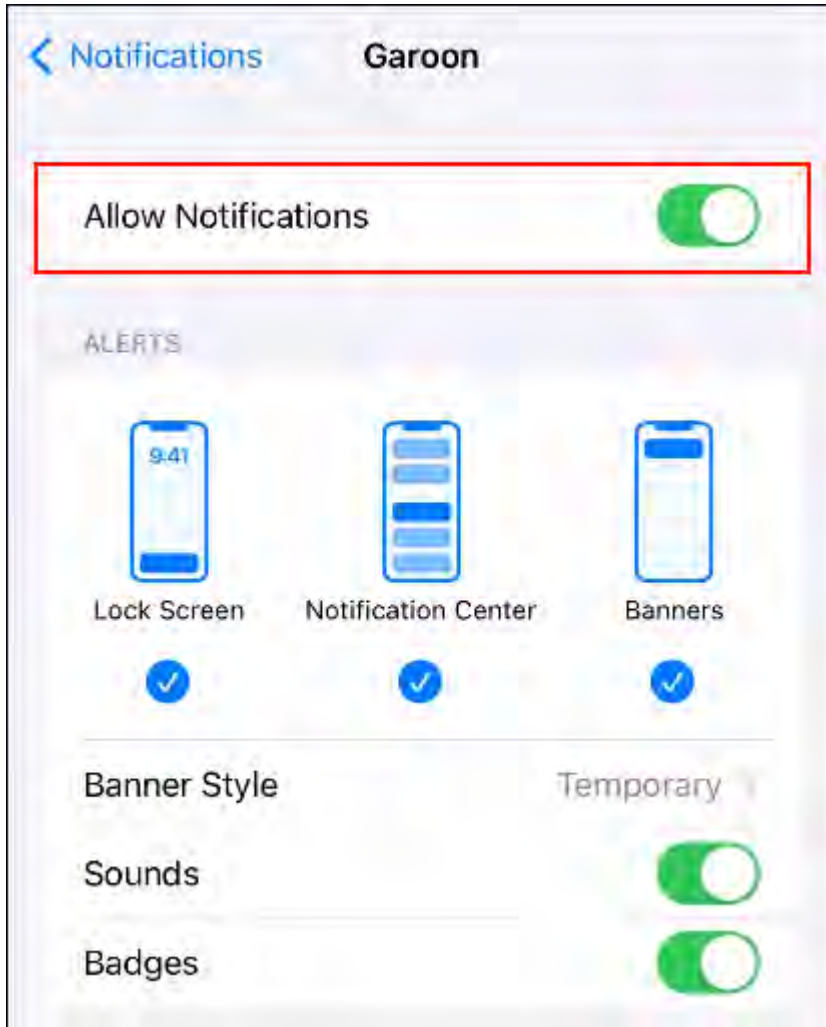 Notifications Garoon
Allow Notifications
ALERTS
9:41
Lock Screen Notification Center Banners
Banner Style Temporary
Sounds
Badges